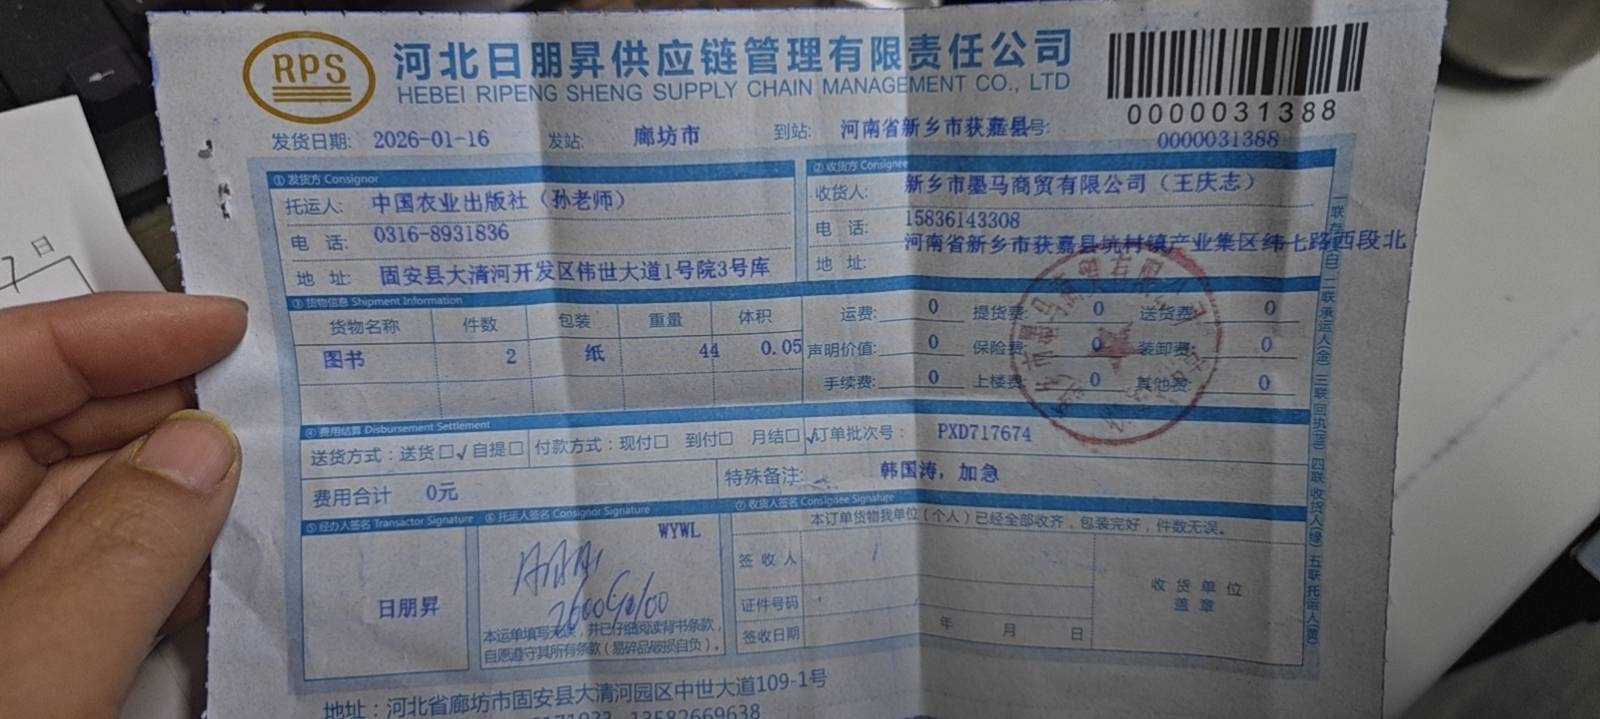 RPS
河北日朋昇供应链管理有限责任公司
HEBEI RIPENG SHENG SUPPLY CHAIN MANAGEMENT CO., LTD
0000031388
发货日期: 2026-01-16 发站: 廊坊市 到站: 河南省新乡市获嘉县 号: 0000031388
① 发货方 Consignor
托运人: 中国农业出版社（孙老师）
电 话: 0316-8931836
地 址: 固安县大清河开发区伟世大道1号院3号库
② 收货方 Consignee
收货人: 新乡市墨马商贸有限公司（王庆志）
电 话: 15836143308
地 址: 河南省新乡市获嘉县亢村镇产业集区纬七路西段北
③ 货物信息 Shipment Information
货物名称 件数 包装 重量 体积
图书 2 纸 44 0.05
运费: 0 提货费: 0 送货费: 0
声明价值: 0 保险费: 0 装卸费: 0
手续费: 0 上楼费: 0 其他费: 0
④ 费用结算 Disbursement Settlement
送货方式：送货□√自提□ 付款方式：现付□ 到付□ 月结□√ 订单批次号： PXD717674
费用合计 0元 特殊备注: 韩国涛，加急
⑤ 经办人签名 Transactor Signature
日朋昇
⑥ 托运人签名 Consignor Signature
WYWL
本运单填写无误，并已仔细阅读背书条款，
自愿遵守其所有条款（易碎品破损自负）。
⑦ 收货人签名 Consignee Signature
本订单货物我单位（个人）已经全部收齐，包装完好，件数无误。
签 收 人
证件号码
签收日期 年 月 日
收 货 单 位
盖 章
地址：河北省廊坊市固安县大清河园区中世大道109-1号
13582669638